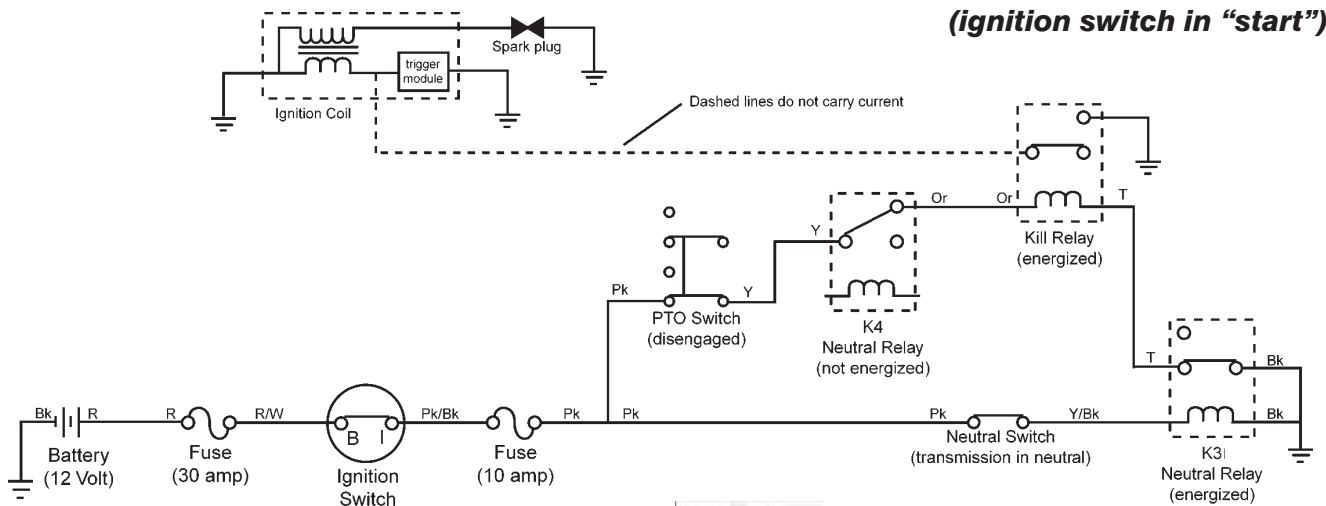 (ignition switch in “start”)
Spark plug
trigger
module
Ignition Coil
Dashed lines do not carry current
Or
Or
T
Kill Relay
(energized)
Y
Pk
Y
PTO Switch
(disengaged)
K4
Neutral Relay
(not energized)
T
Bk
Bk
R
R
R/W
B
I
Pk/Bk
Pk
Pk
Pk
Y/Bk
Bk
Battery
(12 Volt)
Fuse
(30 amp)
Ignition
Switch
Fuse
(10 amp)
Neutral Switch
(transmission in neutral)
K3
Neutral Relay
(energized)